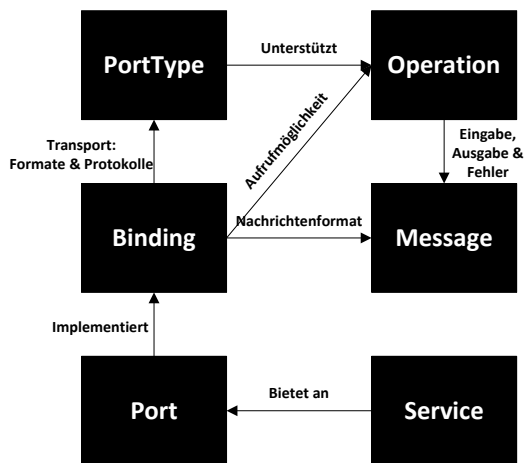 PortType
Unterstützt
Operation
Transport:
Formate & Protokolle
Aufrufmöglichkeit
Eingabe,
Ausgabe &
Fehler
Binding
Nachrichtenformat
Message
Implementiert
Port
Bietet an
Service